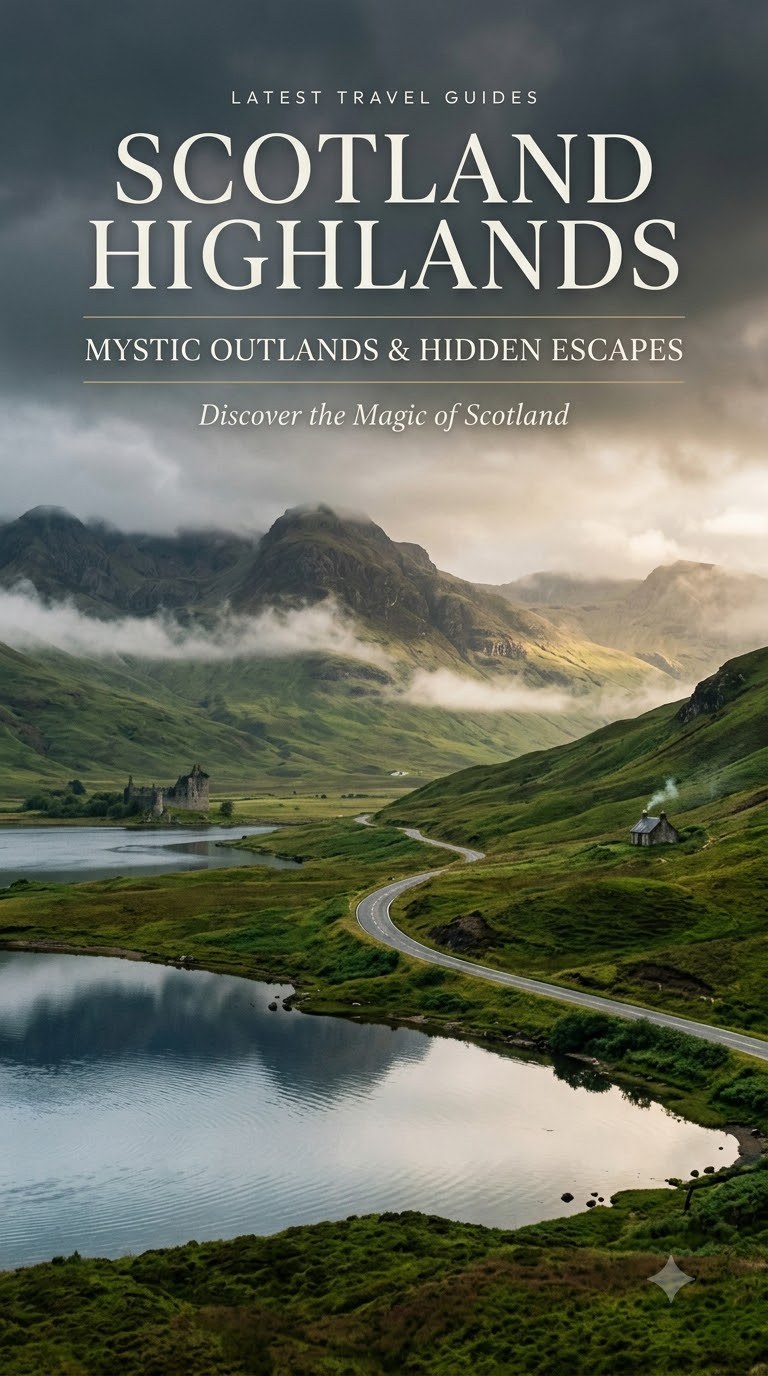 LATEST TRAVEL GUIDES
SCOTLAND
HIGHLANDS
MYSTIC OUTLANDS & HIDDEN ESCAPES
Discover the Magic of Scotland